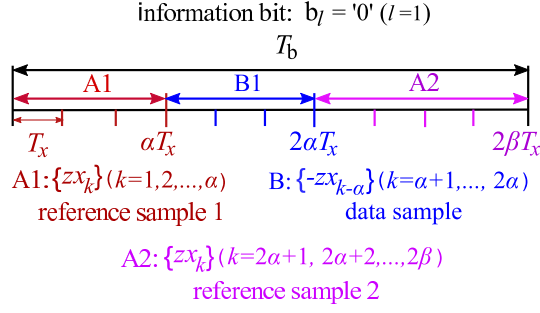 information bit: b_l = '0' (l=1)
T_b
A1 B1 A2
T_x αT_x 2αT_x 2βT_x
A1:{zx_k}(k=1,2,...,α) B:{-zx_{k-α}}(k=α+1,..., 2α)
reference sample 1 data sample
A2:{zx_k}(k=2α+1, 2α+2,...,2β)
reference sample 2